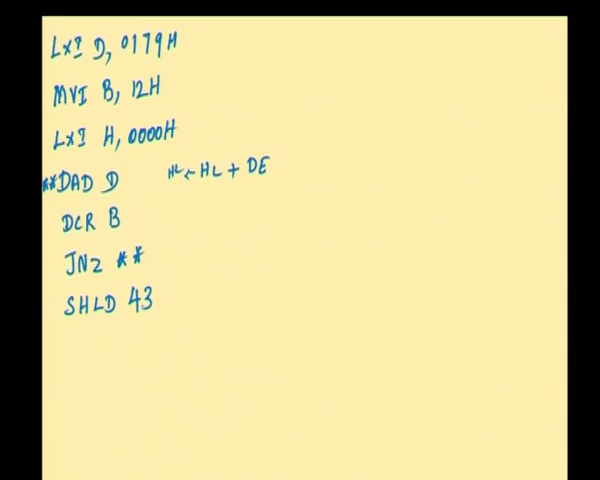 LXI D, 0179H
MVI B, 12H
LXI H, 0000H
**DAD D HL ← HL + DE
DCR B
JNZ **
SHLD 43